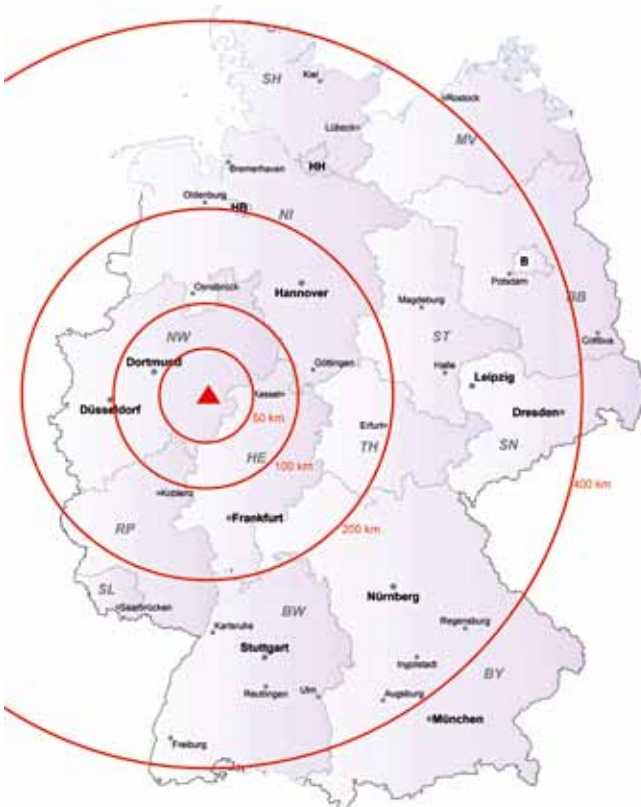 SH
Kiel
Rostock
Lübeck
MV
Bremerhaven
HH
Oldenburg
HB
NI
B
Potsdam
Osnabrück
Hannover
BB
Magdeburg
ST
Cottbus
NW
Dortmund
Göttingen
Halle
Leipzig
Kassel
Düsseldorf
Dresden
50 km
Erfurt
TH
SN
HE
100 km
400 km
Koblenz
Frankfurt
200 km
RP
SL
Nürnberg
Saarbrücken
BW
Karlsruhe
Regensburg
Stuttgart
Ingolstadt
BY
Reutlingen
Ulm
Augsburg
München
Freiburg